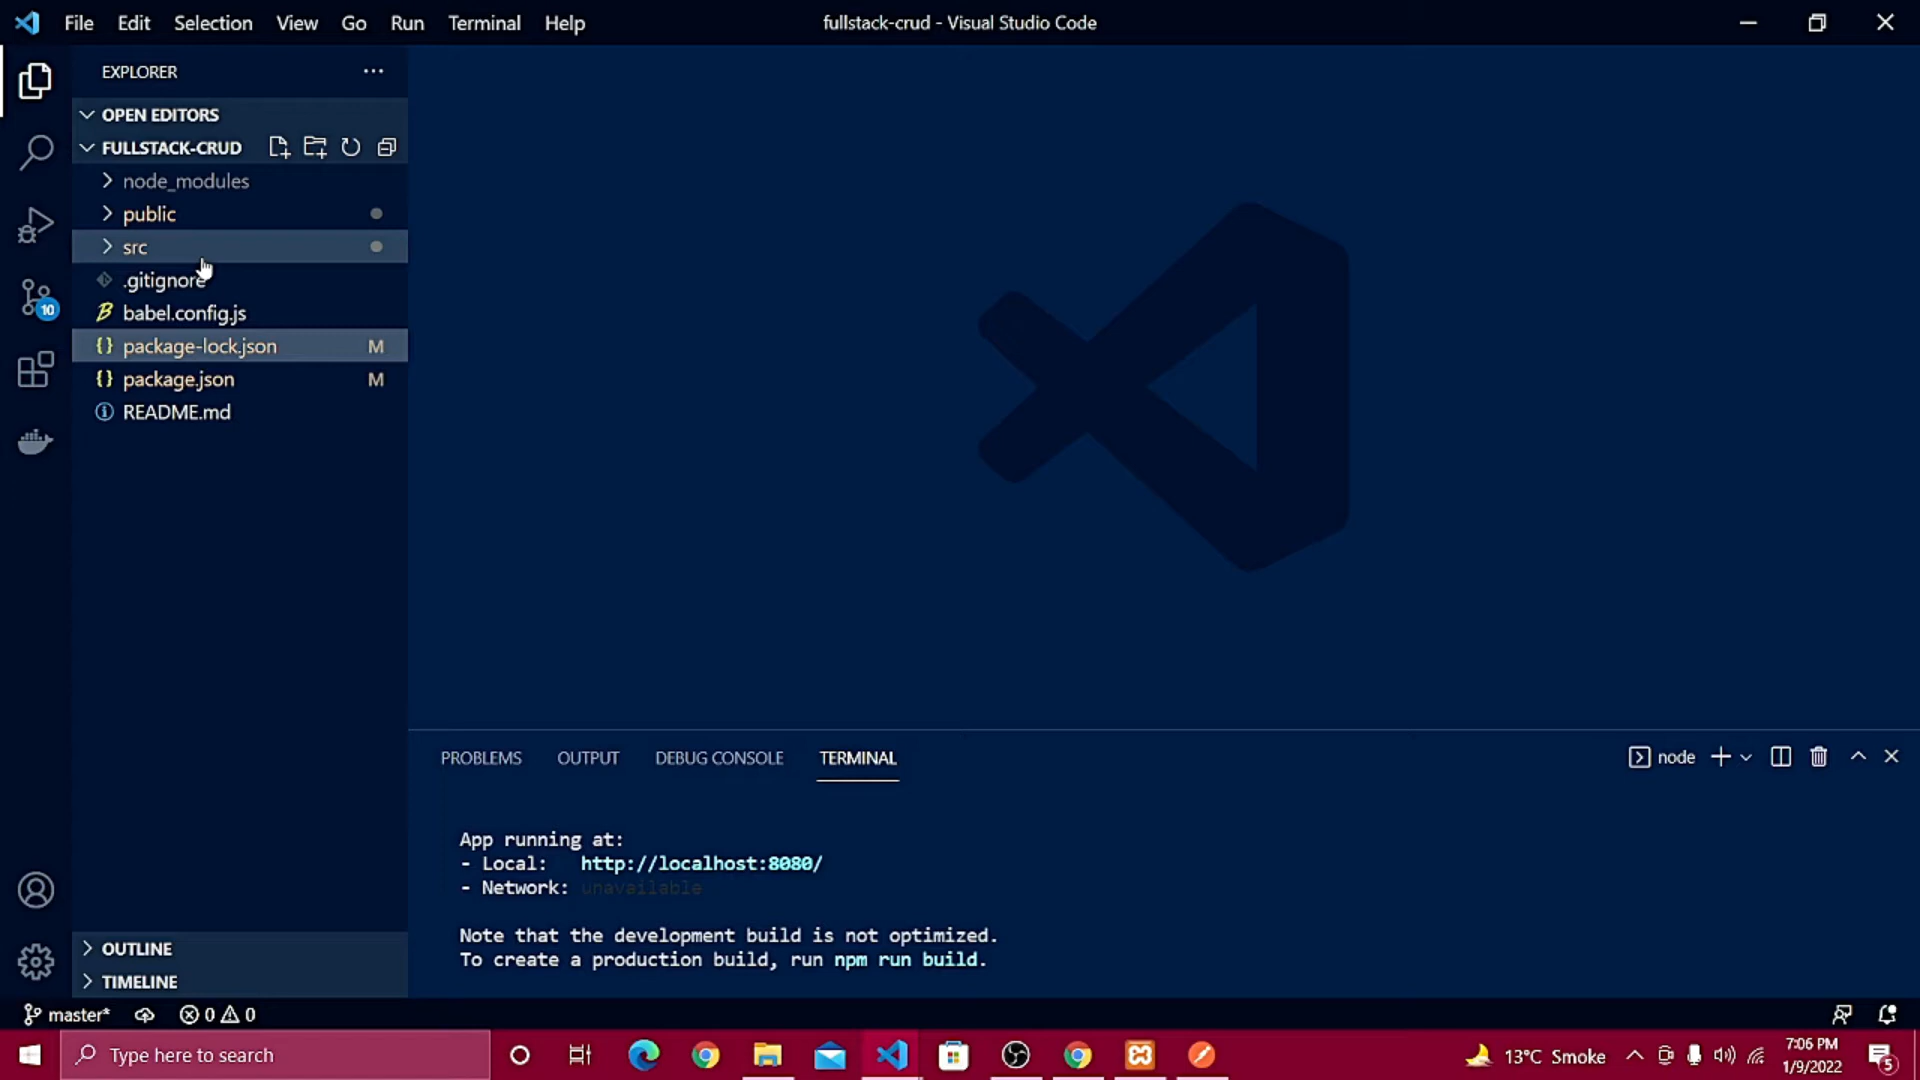 File Edit Selection View Go Run Terminal Help
fullstack-crud - Visual Studio Code
EXPLORER
OPEN EDITORS
FULLSTACK-CRUD
node_modules
public
src
.gitignore
babel.config.js
package-lock.json M
package.json M
README.md
10
PROBLEMS OUTPUT DEBUG CONSOLE TERMINAL
node
App running at:
- Local: http://localhost:8080/
- Network: unavailable
Note that the development build is not optimized.
To create a production build, run npm run build.
OUTLINE
TIMELINE
master* 0 0
Type here to search
13°C Smoke
7:06 PM
1/9/2022
5